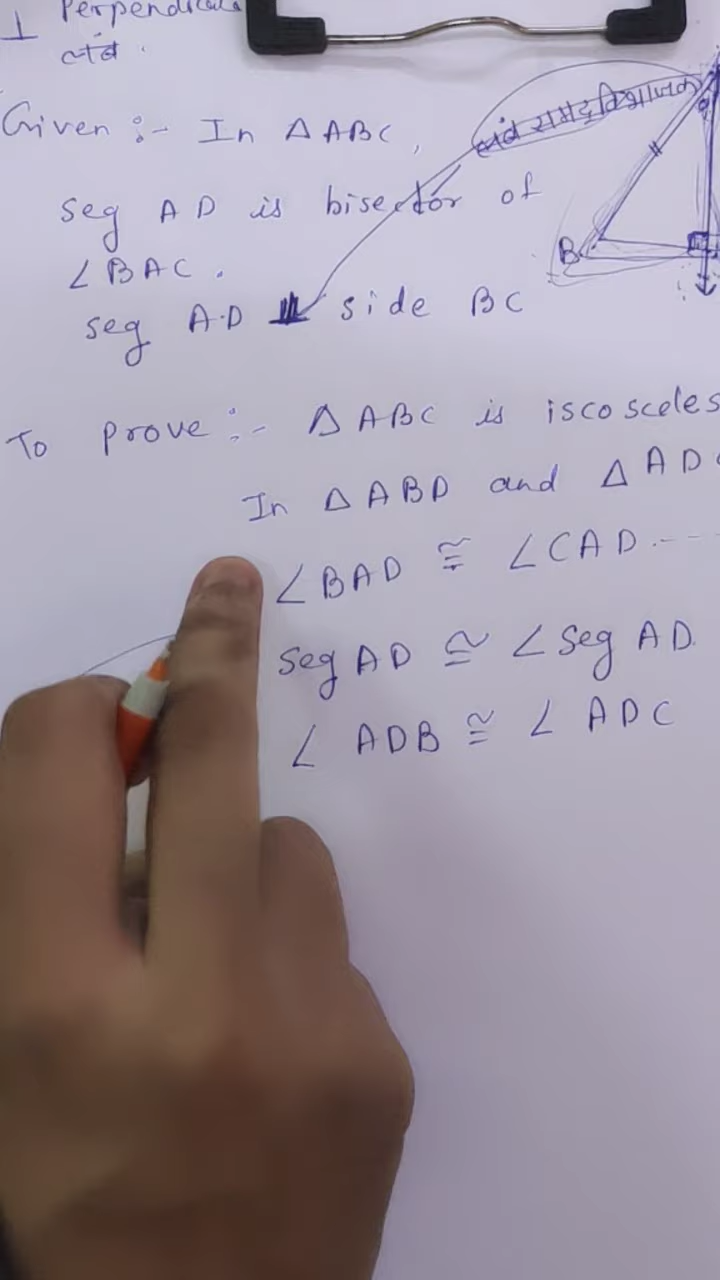 ⊥ Perpendicula
लंब.
Given :- In △ABC,
seg AD is bisector of
∠BAC.
seg AD ⊥ side BC
B
To prove :- △ABC is iscosceles
In △ABD and △AD
∠BAD ≅ ∠CAD ----
seg AD ≅ ∠seg AD.
∠ADB ≅ ∠ADC